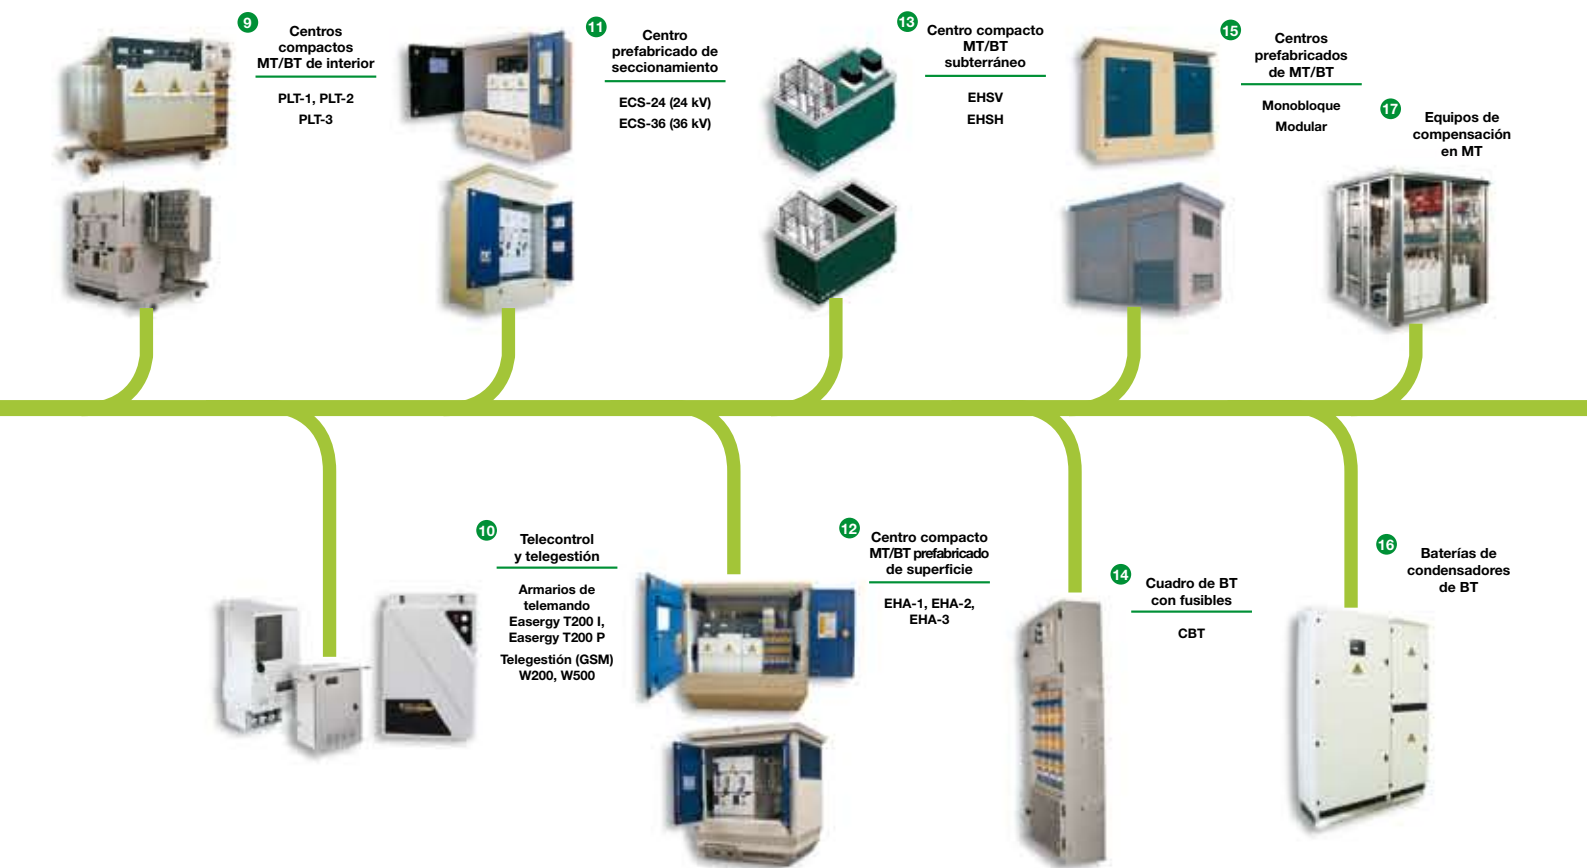 9
Centros
compactos
MT/BT de interior
PLT-1, PLT-2
PLT-3
11
Centro
prefabricado de
seccionamiento
ECS-24 (24 kV)
ECS-36 (36 kV)
13
Centro compacto
MT/BT
subterráneo
EHSV
EHSH
15
Centros
prefabricados
de MT/BT
Monobloque
Modular
17
Equipos de
compensación
en MT
10
Telecontrol
y telegestión
Armarios de
telemando
Easergy T200 I,
Easergy T200 P
Telegestión (GSM)
W200, W500
12
Centro compacto
MT/BT prefabricado
de superficie
EHA-1, EHA-2,
EHA-3
14
Cuadro de BT
con fusibles
CBT
16
Baterías de
condensadores
de BT